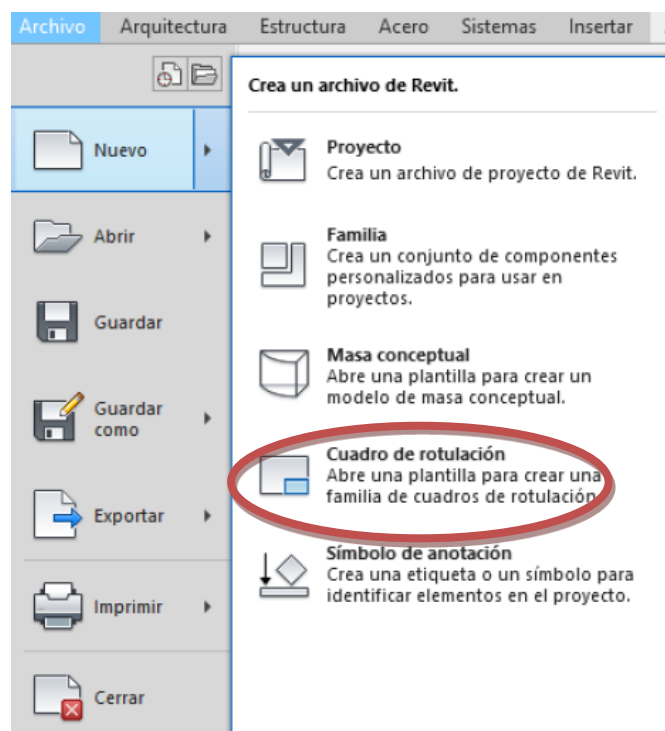 Archivo Arquitectura Estructura Acero Sistemas Insertar
Crea un archivo de Revit.
Nuevo
Abrir
Guardar
Guardar
como
Exportar
Imprimir
Cerrar
Proyecto
Crea un archivo de proyecto de Revit.
Familia
Crea un conjunto de componentes
personalizados para usar en
proyectos.
Masa conceptual
Abre una plantilla para crear un
modelo de masa conceptual.
Cuadro de rotulación
Abre una plantilla para crear una
familia de cuadros de rotulación.
Símbolo de anotación
Crea una etiqueta o un símbolo para
identificar elementos en el proyecto.